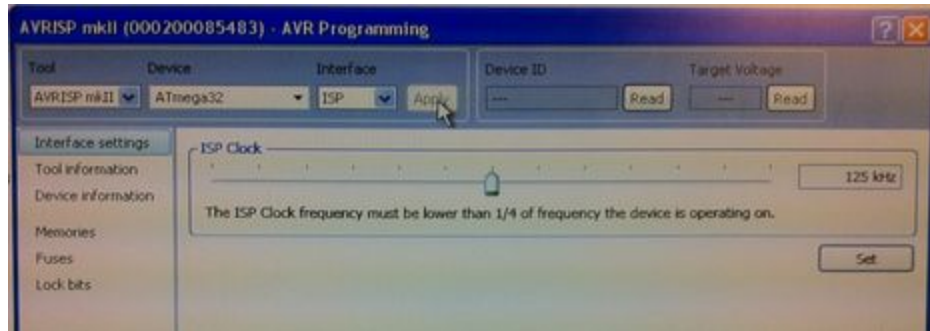 AVRISP mkII (000200085483) - AVR Programming
Tool Device Interface Device ID Target Voltage
AVRISP mkII ATmega32 ISP Apply --- Read --- Read
Interface settings
Tool information
Device information
Memories
Fuses
Lock bits
ISP Clock
125 kHz
The ISP Clock frequency must be lower than 1/4 of frequency the device is operating on.
Set